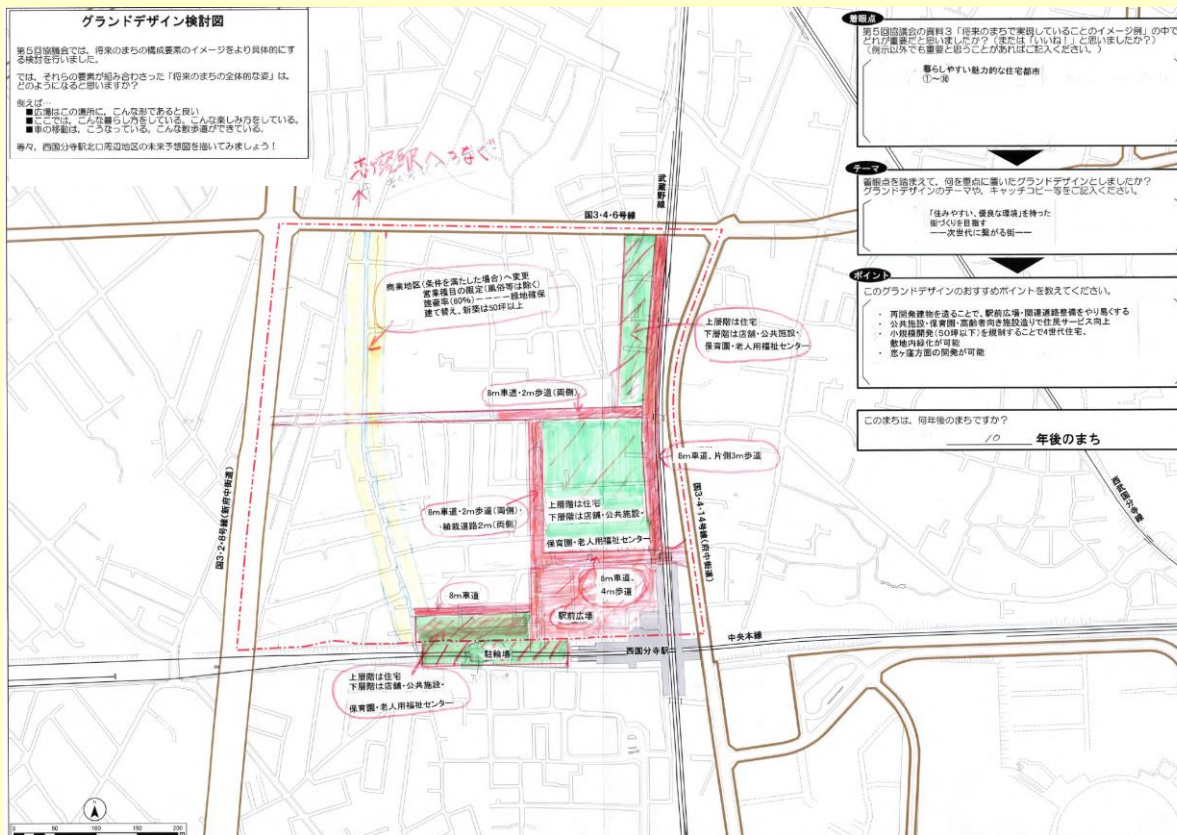 グランドデザイン検討図
第5回協議会では、将来のまちの構成要素のイメージをより具体的にす
る検討を行いました。
では、それらの要素が組み合わさった「将来のまちの全体的な姿」は、
どのようになると思いますか？
例えば…
■広場はこの場所に、こんな形であると良い
■ここでは、こんな暮らし方をしている。こんな楽しみ方をしている。
■車の移動は、こうなっている。こんな散歩道ができている。
等々、西国分寺駅北口周辺地区の未来予想図を描いてみましょう！
着眼点
第5回協議会の資料3「将来のまちで実現していることのイメージ例」の中で
どれが重要だと思いましたか？（または「いいね！」と思いましたか？）
（例示以外でも重要と思うことがあればご記入ください。）
暮らしやすい魅力的な住宅都市
①～⑩
テーマ
着眼点を踏まえて、何を重点に置いたグランドデザインとしましたか？
グランドデザインのテーマや、キャッチコピー等をご記入ください。
「住みやすい、優良な環境」を持った
街づくりを目指す
――次世代に繋がる街――
ポイント
このグランドデザインのおすすめポイントを教えてください。
・ 再開発建物を造ることで、駅前広場・関連道路整備をやり易くする
・ 公共施設・保育園・高齢者向き施設造りで住民サービス向上
・ 小規模開発(50坪以下)を規制することで4世代住宅、
敷地内緑化が可能
・ 恋ヶ窪方面の開発が可能
このまちは、何年後のまちですか？
10 年後のまち
恋ヶ窪駅へつなぐ
武蔵野線
国3・4・6号線
商業地区(条件を満たした場合)へ変更
営業種目の限定(風俗等は除く)
建蔽率(60%)－－－－緑地確保
建て替え、新築は50坪以上
上層階は住宅
下層階は店舗・公共施設・
保育園・老人用福祉センター
8m車道・2m歩道(両側)
8m車道、片側3m歩道
8m車道・2m歩道(両側)・
・植栽道路2m(両側)
上層階は住宅
下層階は店舗・公共施設・
保育園・老人用福祉センター
国3・2・8号線(新府中街道)
国3・4・14号線(府中街道)
西武国分寺線
8m車道、
4m歩道
8m車道
駅前広場
中央本線
駐輪場
西国分寺駅
上層階は住宅
下層階は店舗・公共施設・
保育園・老人用福祉センター
0 50 100 150 200